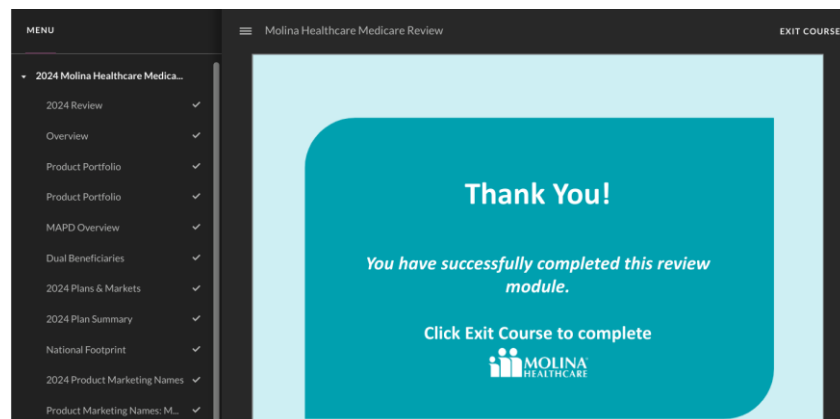 MENU
Molina Healthcare Medicare Review
EXIT COURSE
2024 Molina Healthcare Medica...
2024 Review
Overview
Product Portfolio
Product Portfolio
MAPD Overview
Dual Beneficiaries
2024 Plans & Markets
2024 Plan Summary
National Footprint
2024 Product Marketing Names
Product Marketing Names: M...
Thank You!
You have successfully completed this review
module.
Click Exit Course to complete
MOLINA
HEALTHCARE